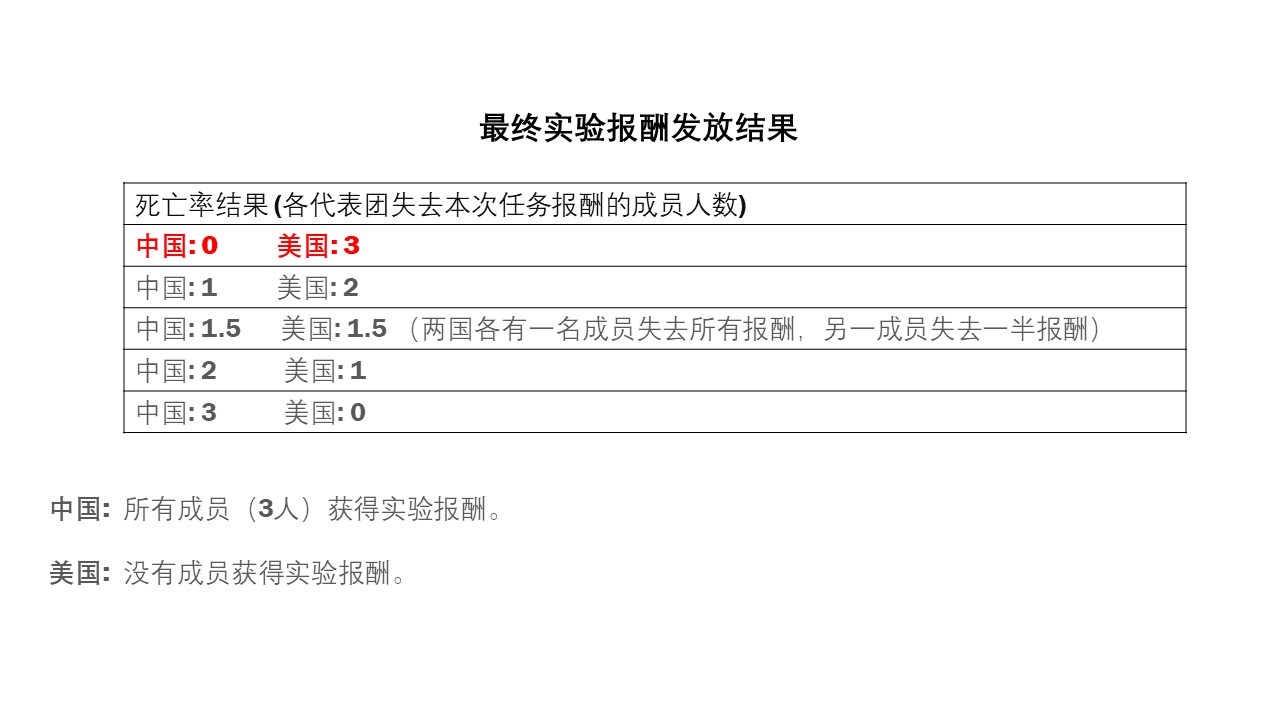 最终实验报酬发放结果
死亡率结果 (各代表团失去本次任务报酬的成员人数)
中国: 0 美国: 3
中国: 1 美国: 2
中国: 1.5 美国: 1.5 （两国各有一名成员失去所有报酬，另一成员失去一半报酬）
中国: 2 美国: 1
中国: 3 美国: 0
中国: 所有成员（3人）获得实验报酬。
美国: 没有成员获得实验报酬。